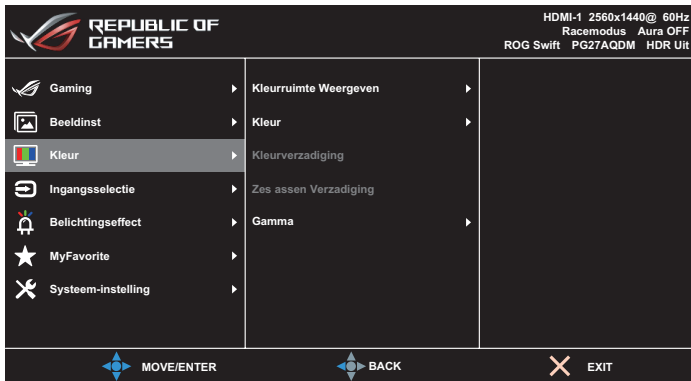 REPUBLIC OF
GAMERS
HDMI-1 2560x1440@ 60Hz
Racemodus Aura OFF
ROG Swift PG27AQDM HDR Uit
Gaming
Beeldinst
Kleur
Ingangsselectie
Belichtingseffect
MyFavorite
Systeem-instelling
Kleurruimte Weergeven
Kleur
Kleurverzadiging
Zes assen Verzadiging
Gamma
MOVE/ENTER
BACK
EXIT